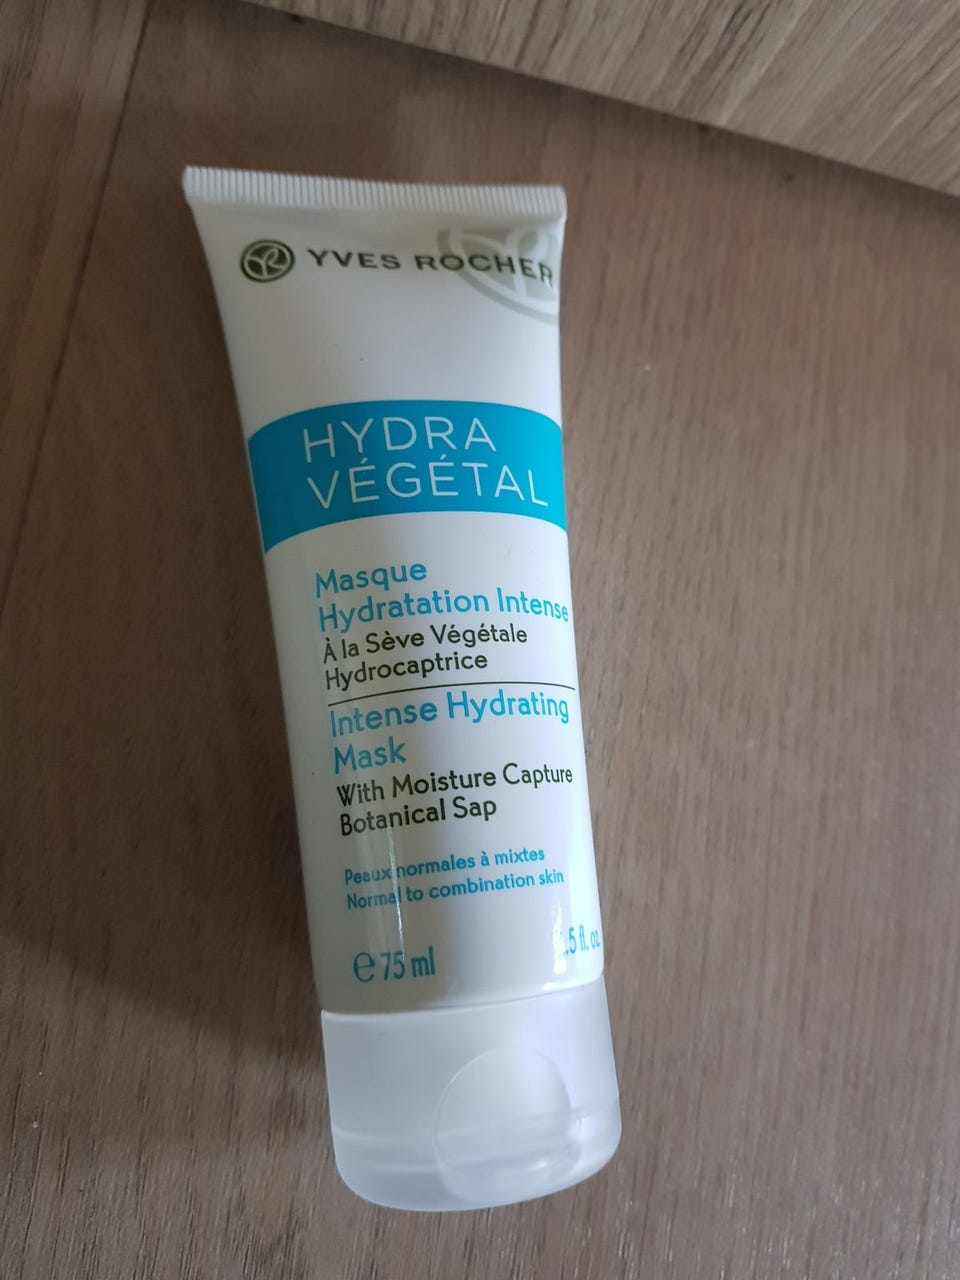 YVES ROCHER
HYDRA
VÉGÉTAL
Masque
Hydratation Intense
À la Sève Végétale
Hydrocaptrice
Intense Hydrating
Mask
With Moisture Capture
Botanical Sap
Peaux normales à mixtes
Normal to combination skin
℮ 75 ml .5 fl. oz